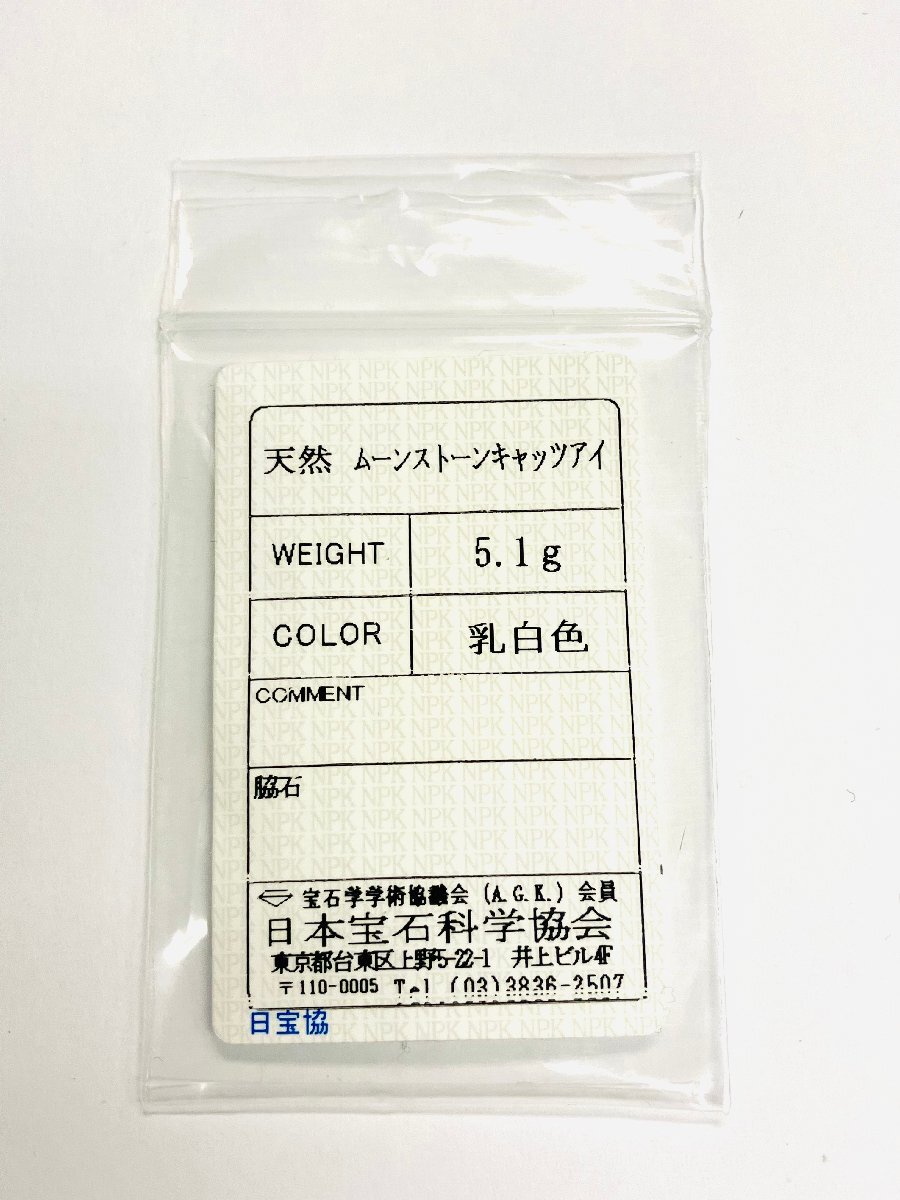 天然 ムーンストーンキャッツアイ
WEIGHT 5.1g
COLOR 乳白色
COMMENT
脇石
宝石学学術協議会 (A.G.K.) 会員
日本宝石科学協会
東京都台東区上野5-22-1 井上ビル4F
〒110-0005 Tel (03)3836-2507
日宝協